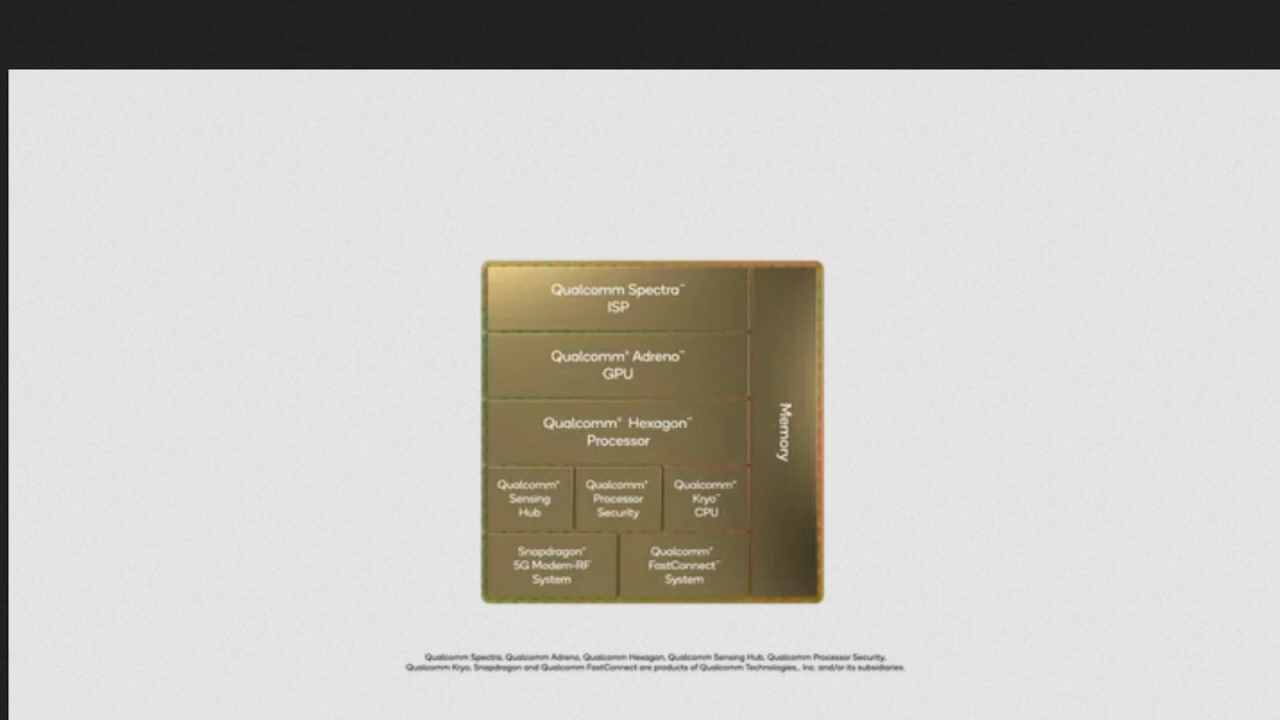 Qualcomm Spectra™
ISP
Qualcomm® Adreno™
GPU
Qualcomm® Hexagon™
Processor
Memory
Qualcomm®
Sensing
Hub
Qualcomm®
Processor
Security
Qualcomm®
Kryo™
CPU
Snapdragon®
5G Modem-RF
System
Qualcomm®
FastConnect™
System
Qualcomm Spectra, Qualcomm Adreno, Qualcomm Hexagon, Qualcomm Sensing Hub, Qualcomm Processor Security,
Qualcomm Kryo, Snapdragon and Qualcomm FastConnect are products of Qualcomm Technologies,, Inc. and/or its subsidiaries.